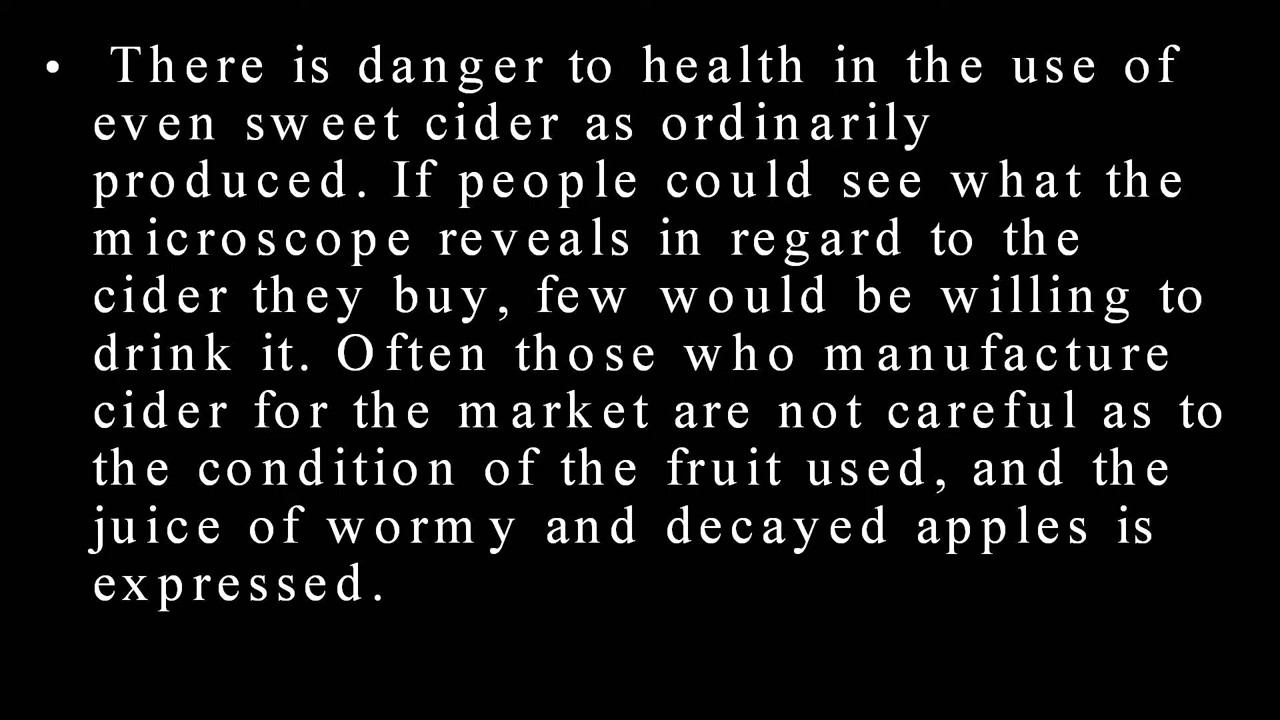 • There is danger to health in the use of
even sweet cider as ordinarily
produced. If people could see what the
microscope reveals in regard to the
cider they buy, few would be willing to
drink it. Often those who manufacture
cider for the market are not careful as to
the condition of the fruit used, and the
juice of wormy and decayed apples is
expressed.